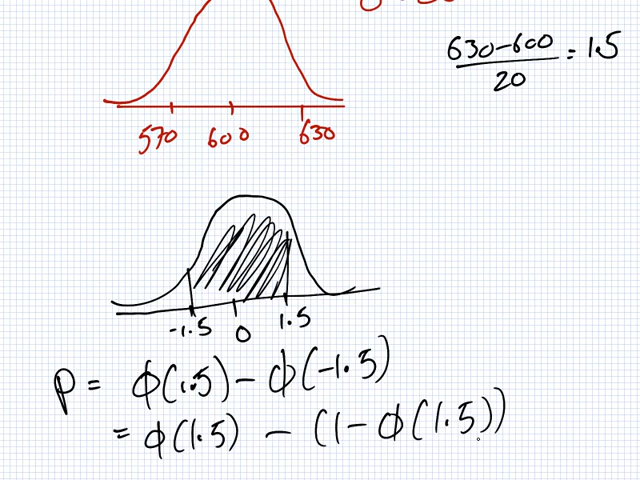 630-600
20
= 1.5
570 600 630
-1.5 0 1.5
P = φ(1.5) - φ(-1.5)
= φ(1.5) - (1 - φ(1.5))